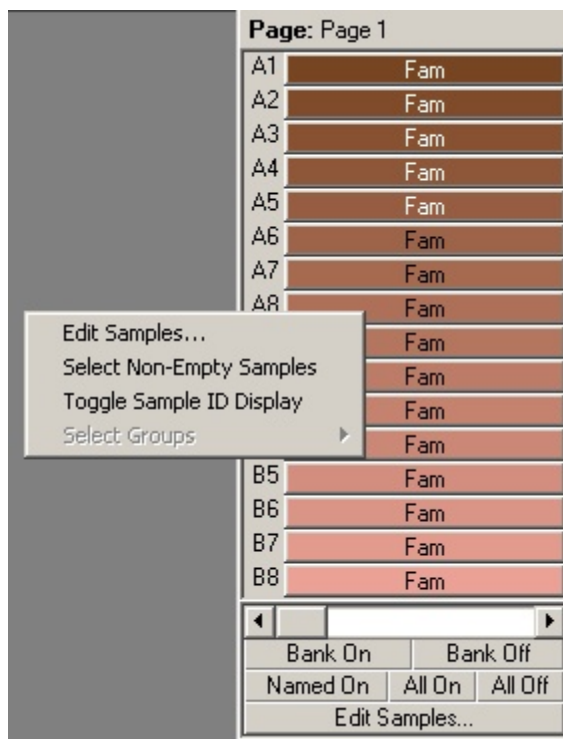 Page: Page 1
A1 Fam
A2 Fam
A3 Fam
A4 Fam
A5 Fam
A6 Fam
A7 Fam
A8 Fam
Edit Samples...
Fam
Select Non-Empty Samples
Fam
Toggle Sample ID Display
Fam
Select Groups
Fam
B5 Fam
B6 Fam
B7 Fam
B8 Fam
Bank On Bank Off
Named On All On All Off
Edit Samples...